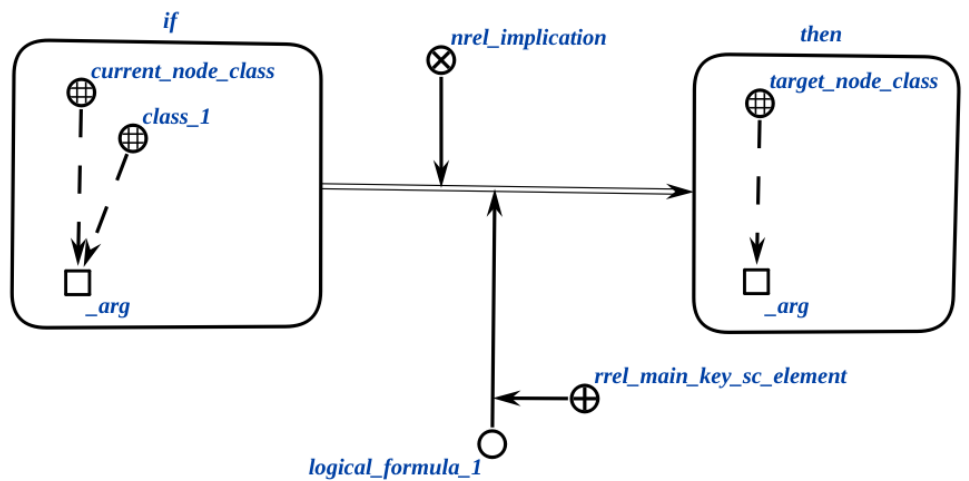 if
nrel_implication
then
current_node_class
class_1
target_node_class
_arg
_arg
rrel_main_key_sc_element
logical_formula_1